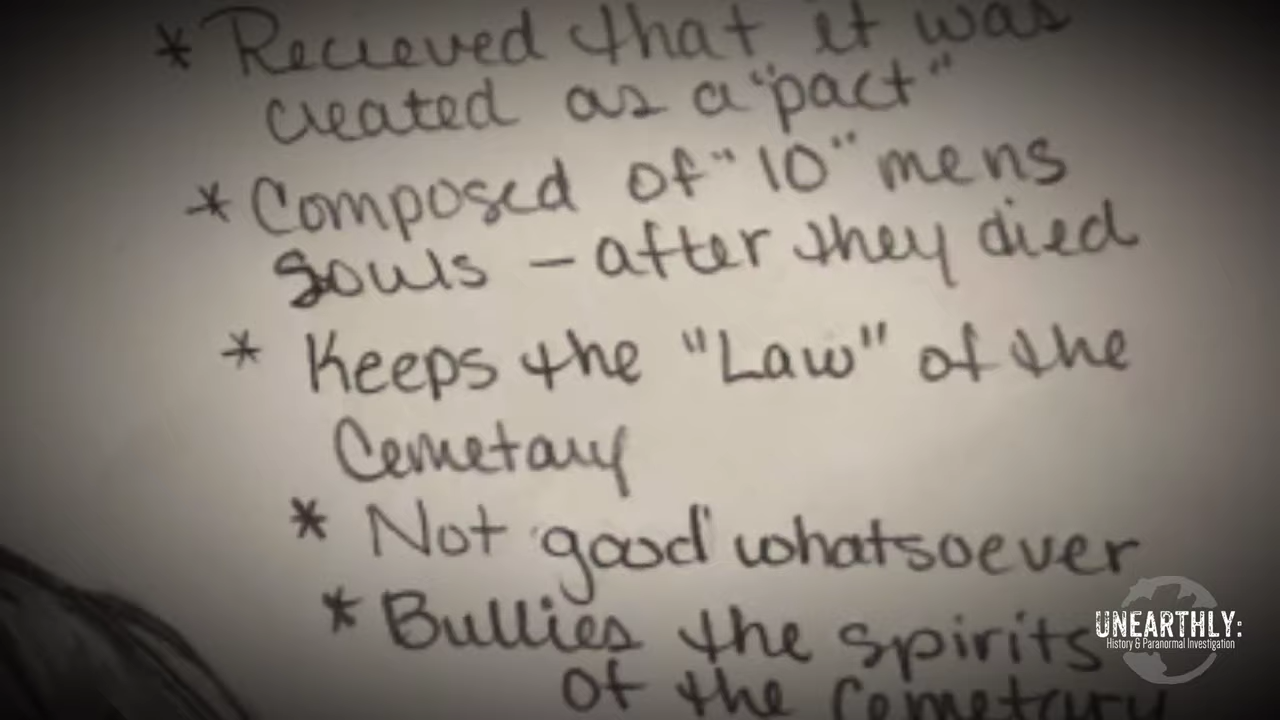 * Recieved that it was
created as a "pact"
* Composed of "10" mens
souls – after they died
* Keeps the "Law" of the
Cemetary
* Not 'good' whatsoever
* Bullies the spirits
of the Cemetary
UNEARTHLY:
History & Paranormal Investigation